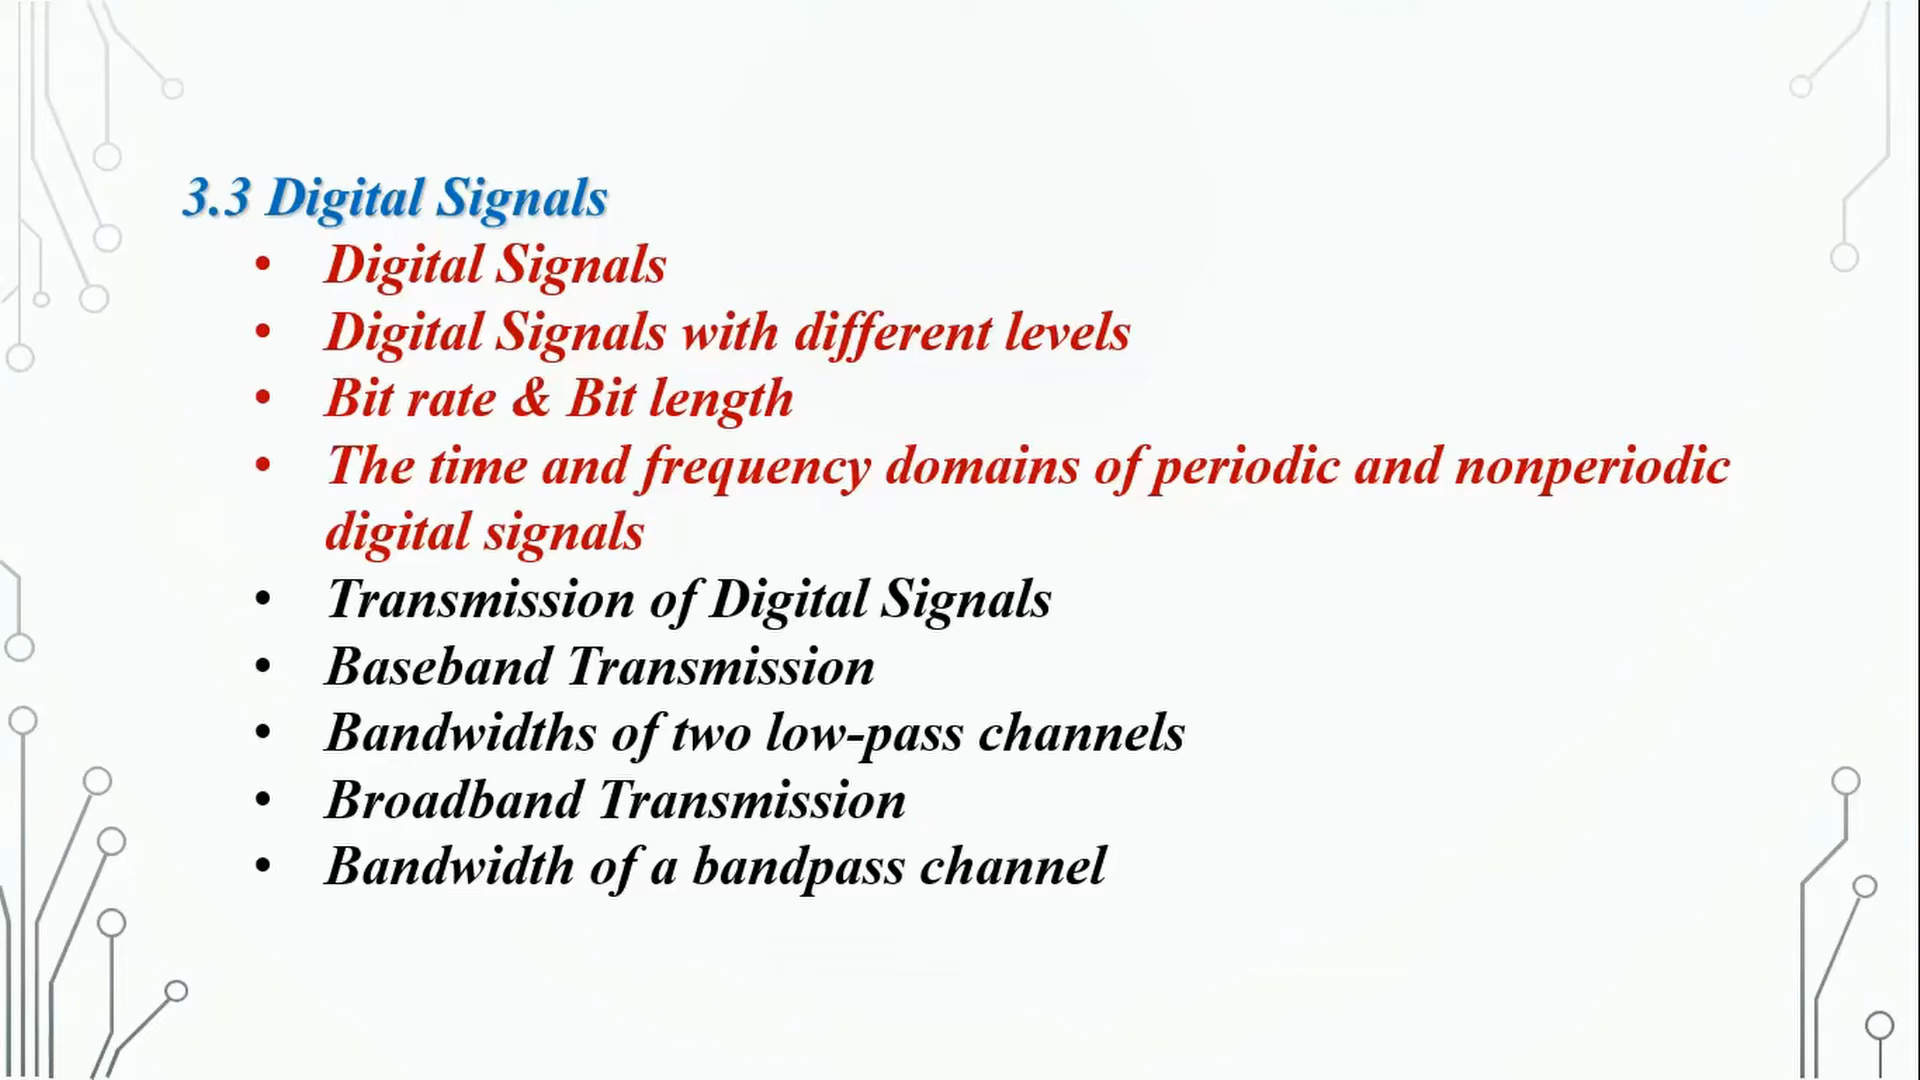 3.3 Digital Signals
• Digital Signals
• Digital Signals with different levels
• Bit rate & Bit length
• The time and frequency domains of periodic and nonperiodic
digital signals
• Transmission of Digital Signals
• Baseband Transmission
• Bandwidths of two low-pass channels
• Broadband Transmission
• Bandwidth of a bandpass channel